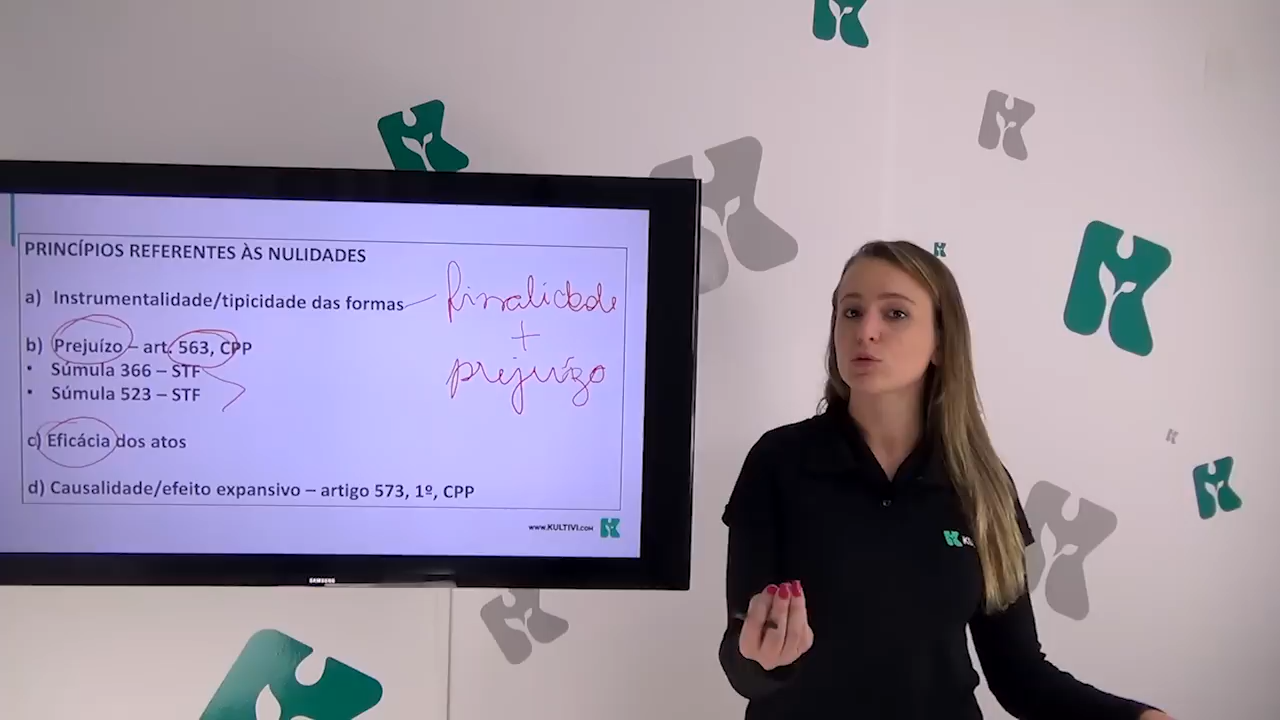 PRINCÍPIOS REFERENTES ÀS NULIDADES
a) Instrumentalidade/tipicidade das formas
finalidade
+
prejuízo
b) Prejuízo – art. 563, CPP
• Súmula 366 – STF
• Súmula 523 – STF
c) Eficácia dos atos
d) Causalidade/efeito expansivo – artigo 573, 1º, CPP
www.KULTIVI.com
SAMSUNG